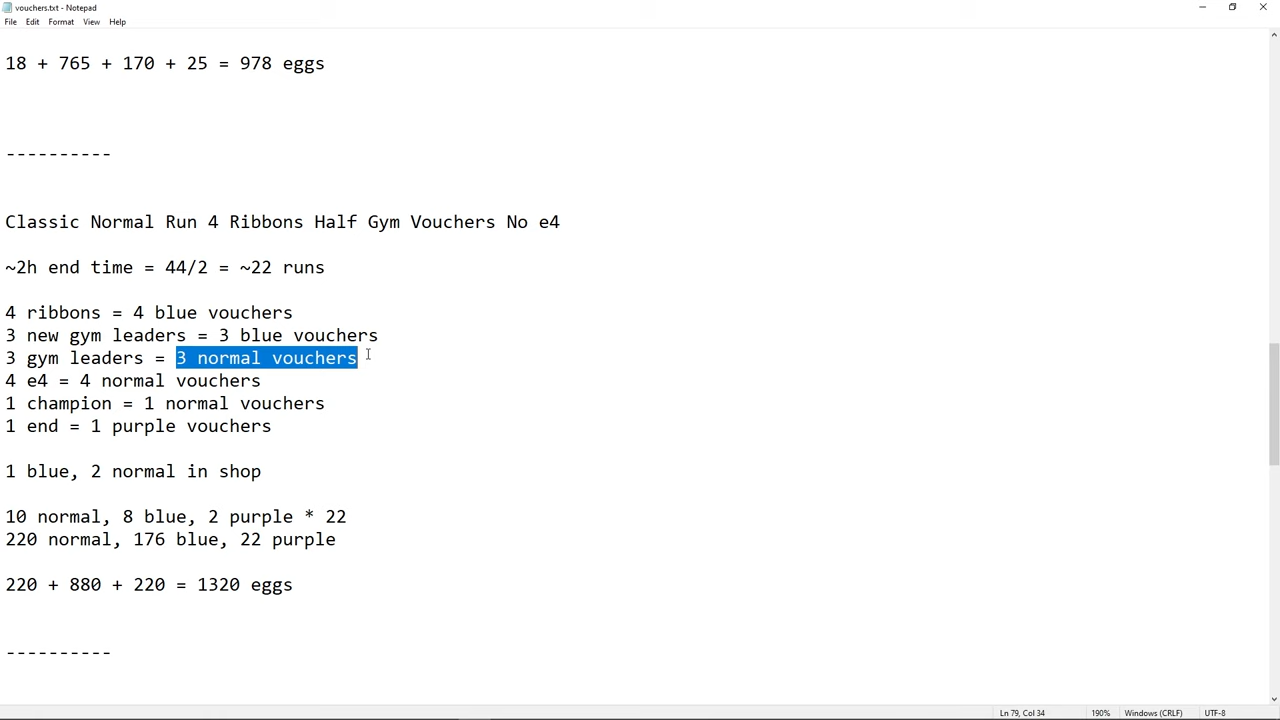 vouchers.txt - Notepad
File Edit Format View Help
18 + 765 + 170 + 25 = 978 eggs
----------
Classic Normal Run 4 Ribbons Half Gym Vouchers No e4
~2h end time = 44/2 = ~22 runs
4 ribbons = 4 blue vouchers
3 new gym leaders = 3 blue vouchers
3 gym leaders = 3 normal vouchers
4 e4 = 4 normal vouchers
1 champion = 1 normal vouchers
1 end = 1 purple vouchers
1 blue, 2 normal in shop
10 normal, 8 blue, 2 purple * 22
220 normal, 176 blue, 22 purple
220 + 880 + 220 = 1320 eggs
----------
Ln 79, Col 34 190% Windows (CRLF) UTF-8